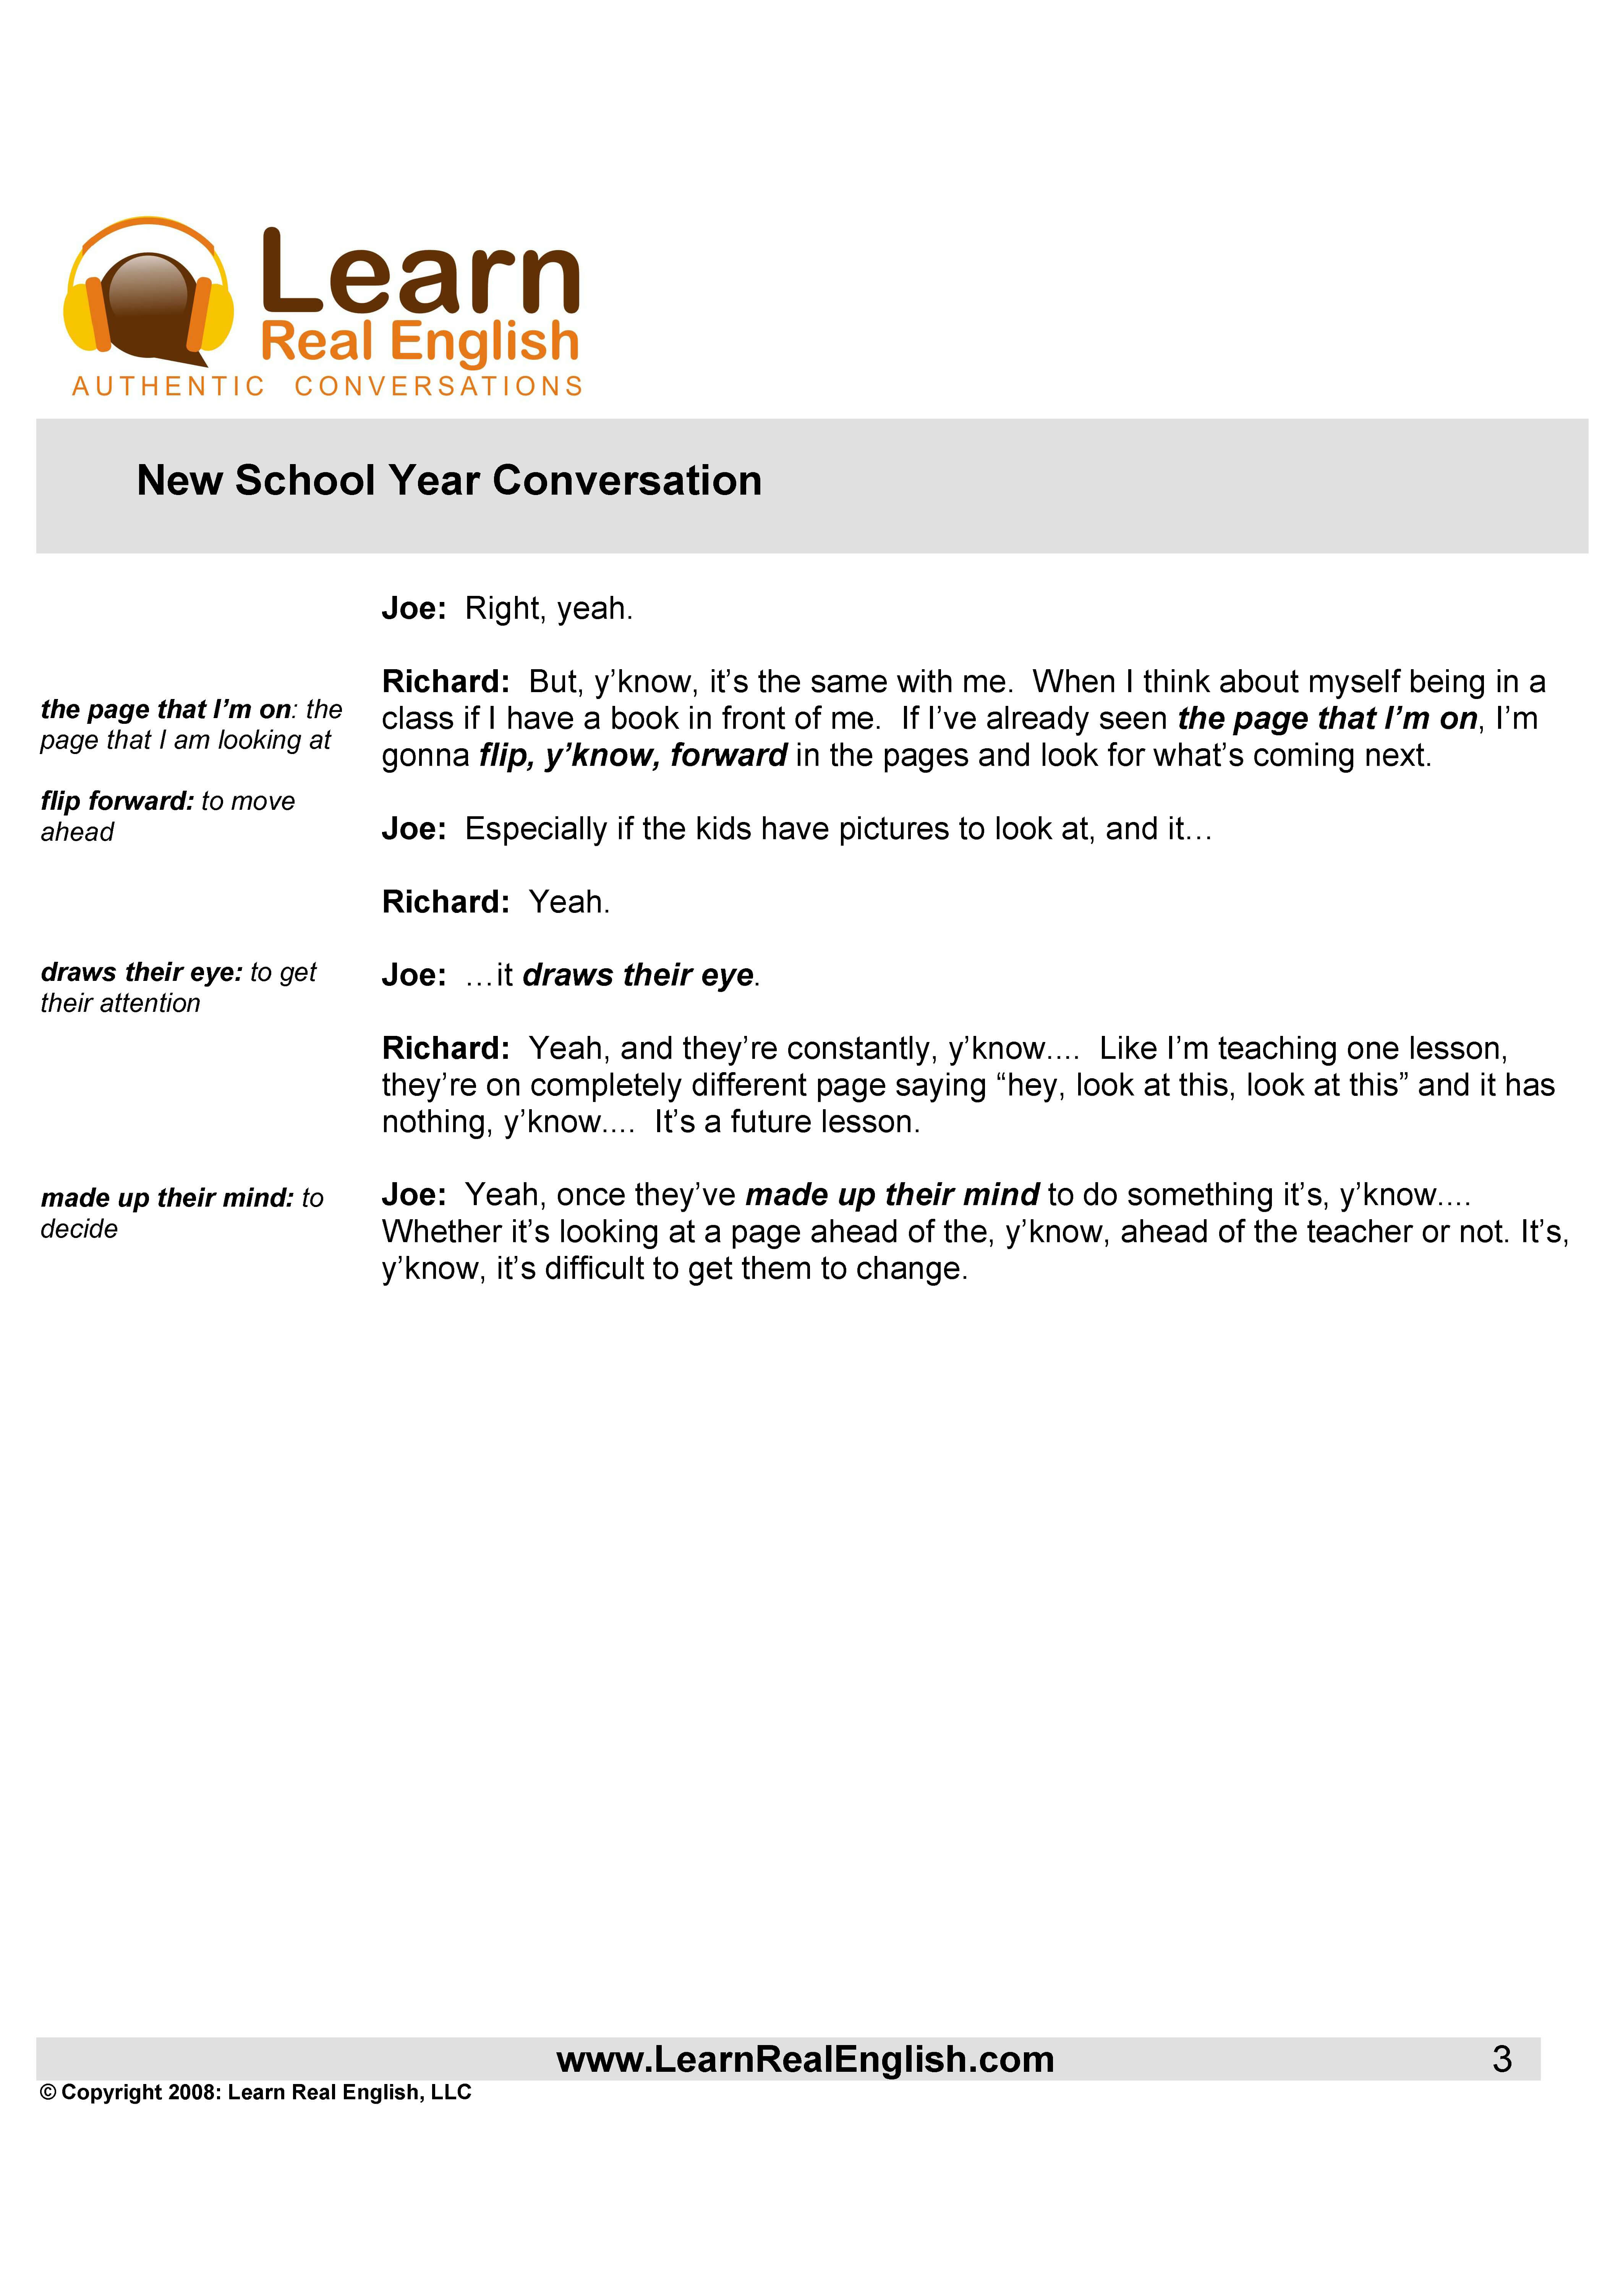 Learn
Real English
AUTHENTIC CONVERSATIONS
New School Year Conversation
Joe: Right, yeah.
the page that I’m on: the
page that I am looking at
flip forward: to move
ahead
Richard: But, y’know, it’s the same with me. When I think about myself being in a
class if I have a book in front of me. If I’ve already seen the page that I’m on, I’m
gonna flip, y’know, forward in the pages and look for what’s coming next.
Joe: Especially if the kids have pictures to look at, and it…
Richard: Yeah.
draws their eye: to get
their attention
Joe: …it draws their eye.
Richard: Yeah, and they’re constantly, y’know.... Like I’m teaching one lesson,
they’re on completely different page saying “hey, look at this, look at this” and it has
nothing, y’know.... It’s a future lesson.
made up their mind: to
decide
Joe: Yeah, once they’ve made up their mind to do something it’s, y’know....
Whether it’s looking at a page ahead of the, y’know, ahead of the teacher or not. It’s,
y’know, it’s difficult to get them to change.
www.LearnRealEnglish.com 3
© Copyright 2008: Learn Real English, LLC